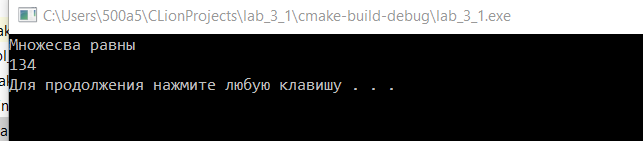 C:\Users\500a5\CLionProjects\lab_3_1\cmake-build-debug\lab_3_1.exe
Множесва равны
134
Для продолжения нажмите любую клавишу . . .